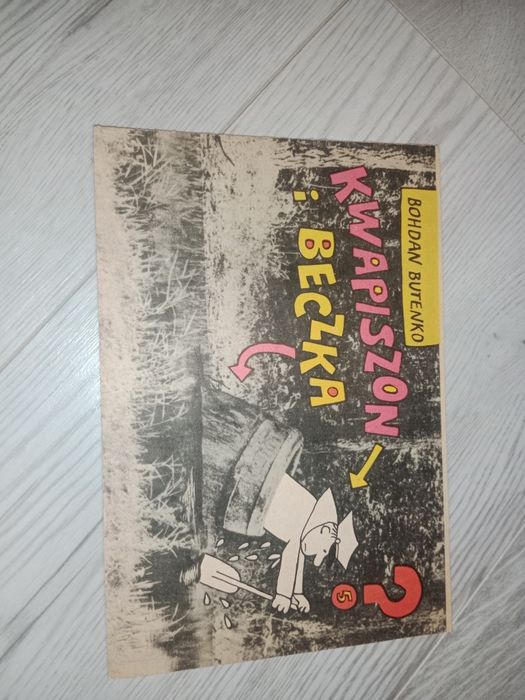 BOHDAN BUTENKO
KWAPISZON
i BECZKA
?
5